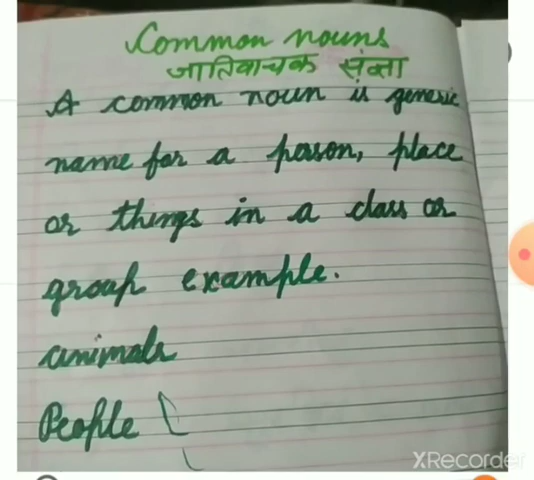 Common nouns
जातिवाचक संज्ञा
A common noun is generic
name for a person, place
or things in a class or
group example.
animals
People
XRecorder